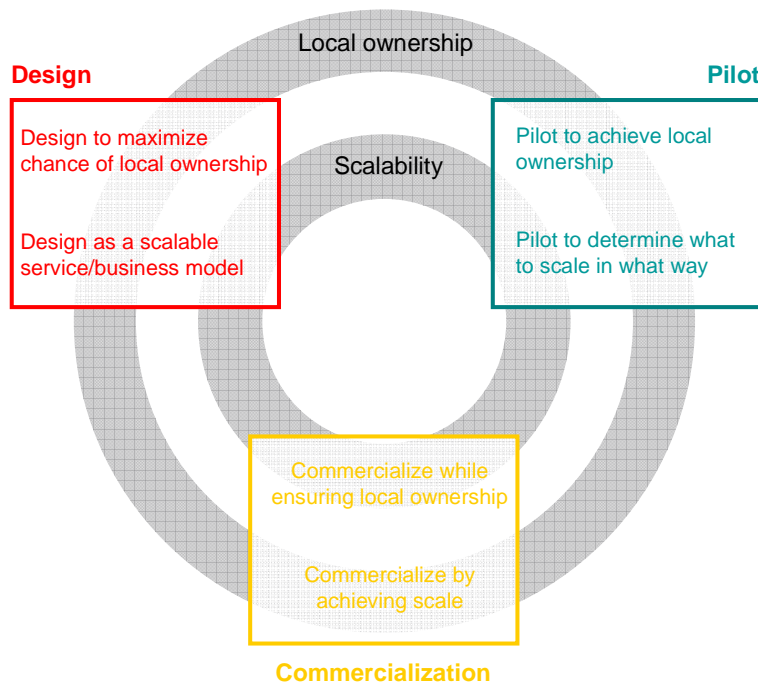 Local ownership
Design
Pilot
Design to maximize
chance of local ownership
Pilot to achieve local
ownership
Scalability
Design as a scalable
service/business model
Pilot to determine what
to scale in what way
Commercialize while
ensuring local ownership
Commercialize by
achieving scale
Commercialization